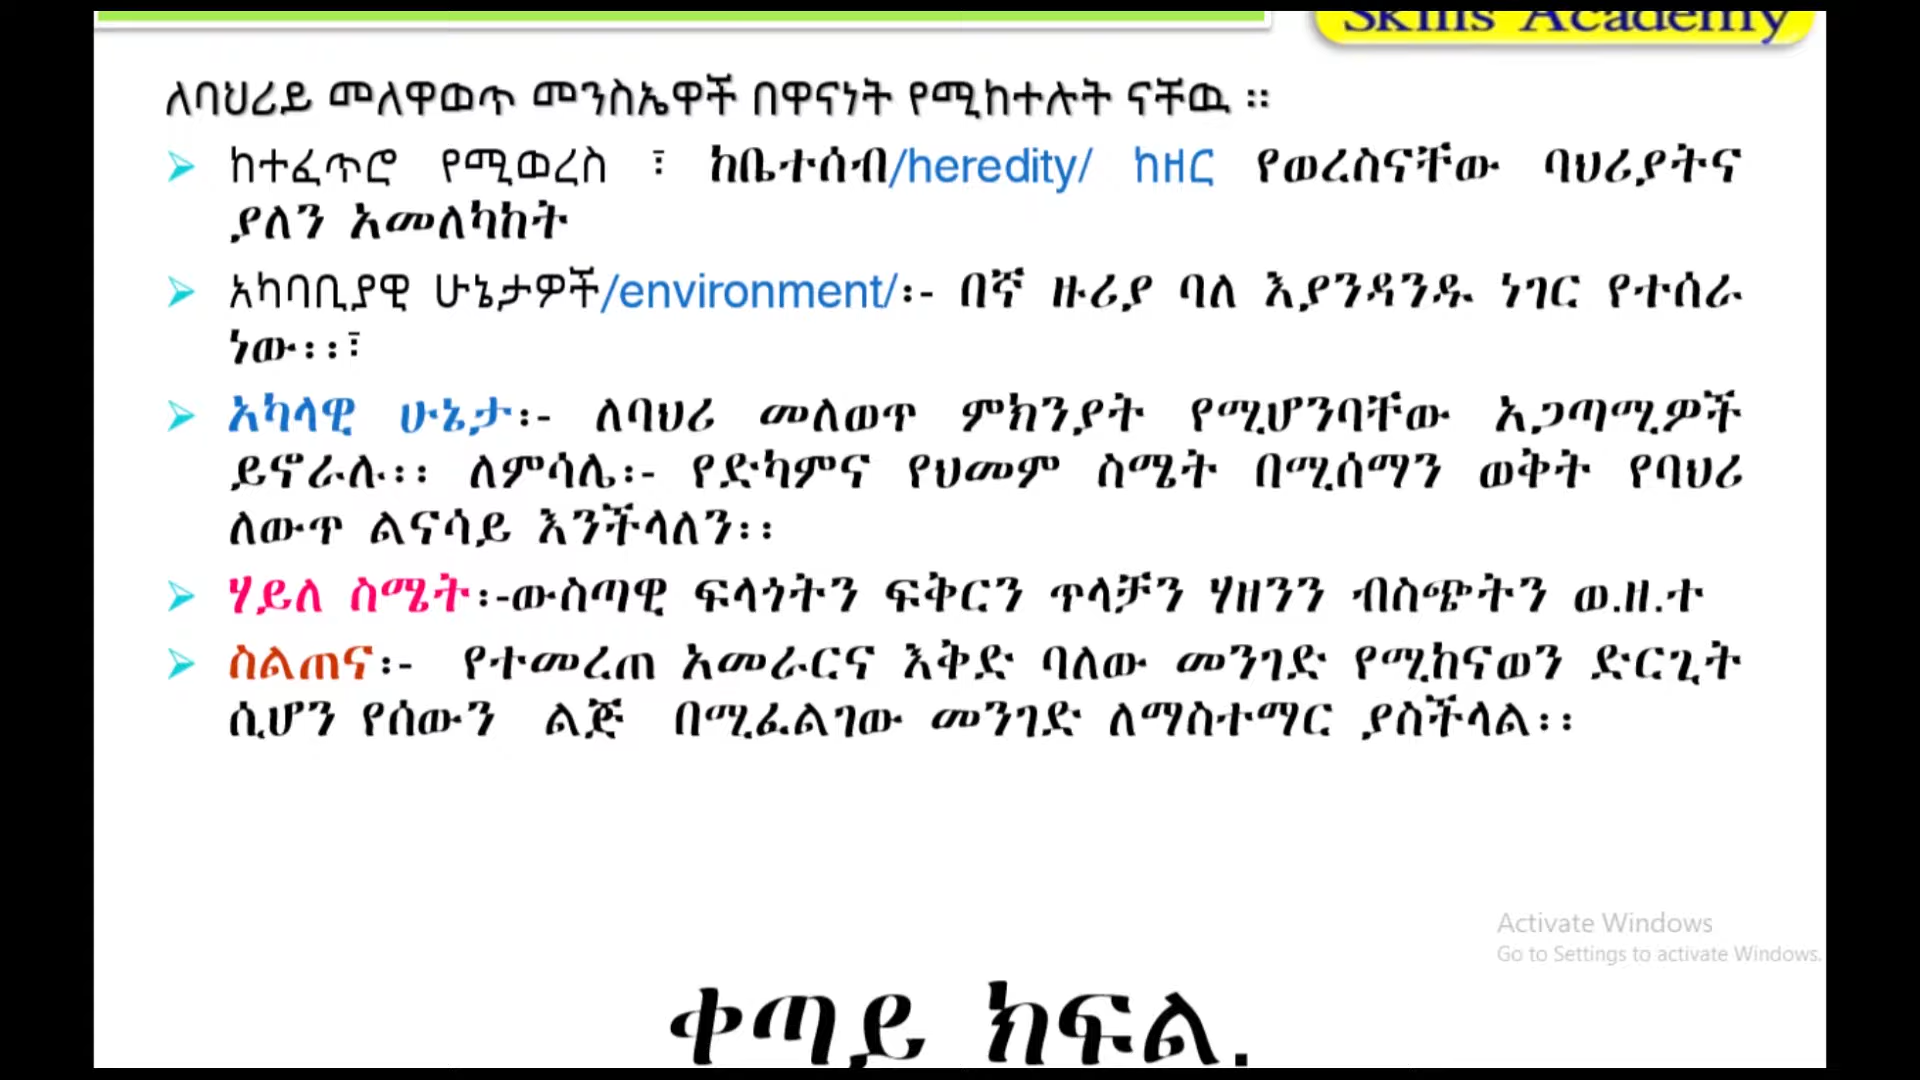 Skills Academy
ለባህሪይ መለዋወጥ መንስኤዋች በዋናነት የሚከተሉት ናቸዉ ።
ከተፈጥሮ የሚወረስ ፣ ከቤተሰብ/heredity/ ከዘር የወረስናቸው ባህሪያትና
ያለን አመለካከት
አካባቢያዊ ሁኔታዎች/environment/፡- በኛ ዙሪያ ባለ እያንዳንዱ ነገር የተሰራ
ነው፡፡፣
አካላዊ ሁኔታ፡- ለባህሪ መለወጥ ምክንያት የሚሆንባቸው አጋጣሚዎች
ይኖራሉ፡፡ ለምሳሌ፡- የድካምና የህመም ስሜት በሚሰማን ወቅት የባህሪ
ለውጥ ልናሳይ እንችላለን፡፡
ሃይለ ስሜት፡-ውስጣዊ ፍላጎትን ፍቅርን ጥላቻን ሃዘንን ብስጭትን ወ.ዘ.ተ
ስልጠና፡- የተመረጠ አመራርና እቅድ ባለው መንገድ የሚከናወን ድርጊት
ሲሆን የሰውን ልጅ በሚፈልገው መንገድ ለማስተማር ያስችላል፡፡
Activate Windows
Go to Settings to activate Windows.
ቀጣይ ክፍል.